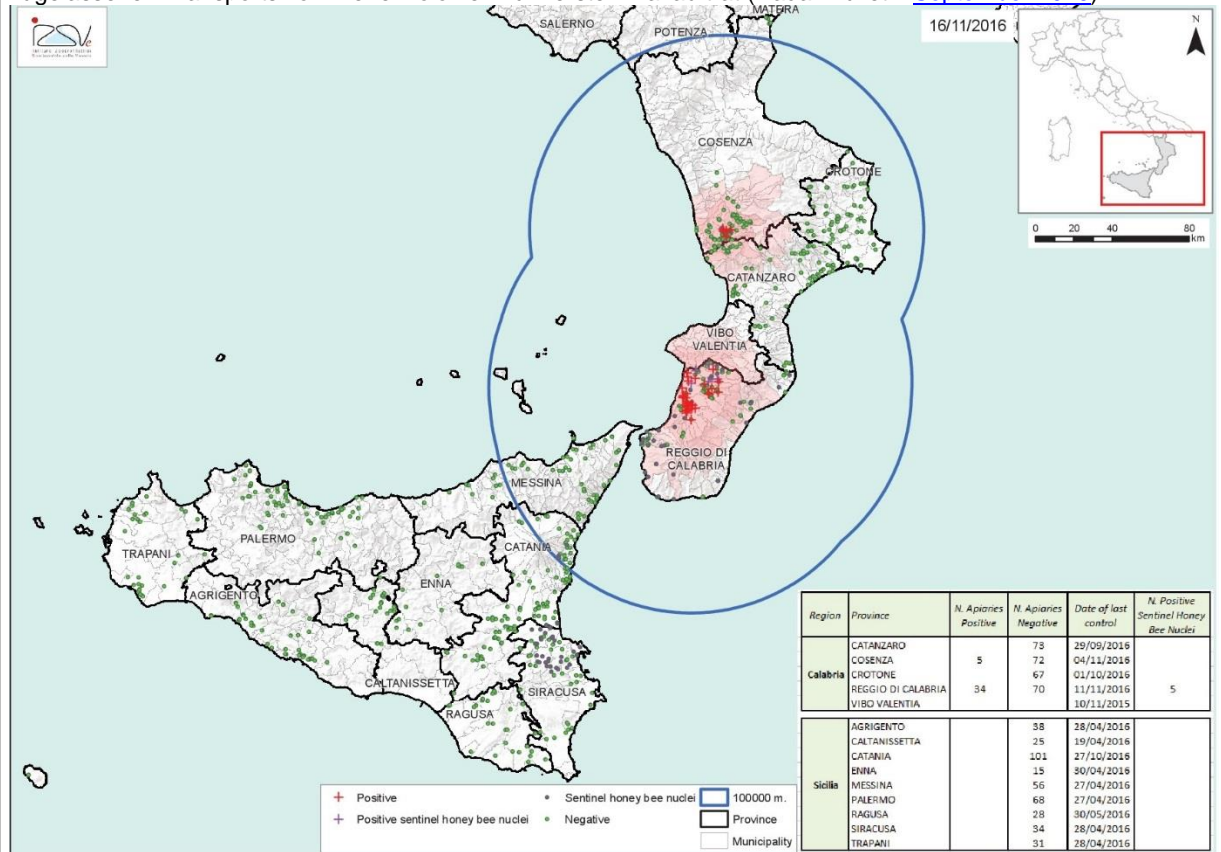 SALERNO
POTENZA
MATERA
16/11/2016
N
IZSVe
COSENZA
CROTONE
0 20 40 80
km
CATANZARO
VIBO
VALENTIA
REGGIO DI
CALABRIA
MESSINA
PALERMO
TRAPANI
CATANIA
ENNA
AGRIGENTO
CALTANISSETTA
SIRACUSA
RAGUSA
Region Province N. Apiaries Positive N. Apiaries Negative Date of last control N. Positive Sentinel Honey Bee Nuclei
Calabria
CATANZARO 73 29/09/2016
COSENZA 5 72 04/11/2016
CROTONE 67 01/10/2016
REGGIO DI CALABRIA 34 70 11/11/2016 5
VIBO VALENTIA 10/11/2015
Sicilia
AGRIGENTO 38 28/04/2016
CALTANISSETTA 25 19/04/2016
CATANIA 101 27/10/2016
ENNA 15 30/04/2016
MESSINA 56 27/04/2016
PALERMO 68 27/04/2016
RAGUSA 28 30/05/2016
SIRACUSA 34 28/04/2016
TRAPANI 31 28/04/2016
Positive Sentinel honey bee nuclei 100000 m.
Positive sentinel honey bee nuclei Negative Province
Municipality